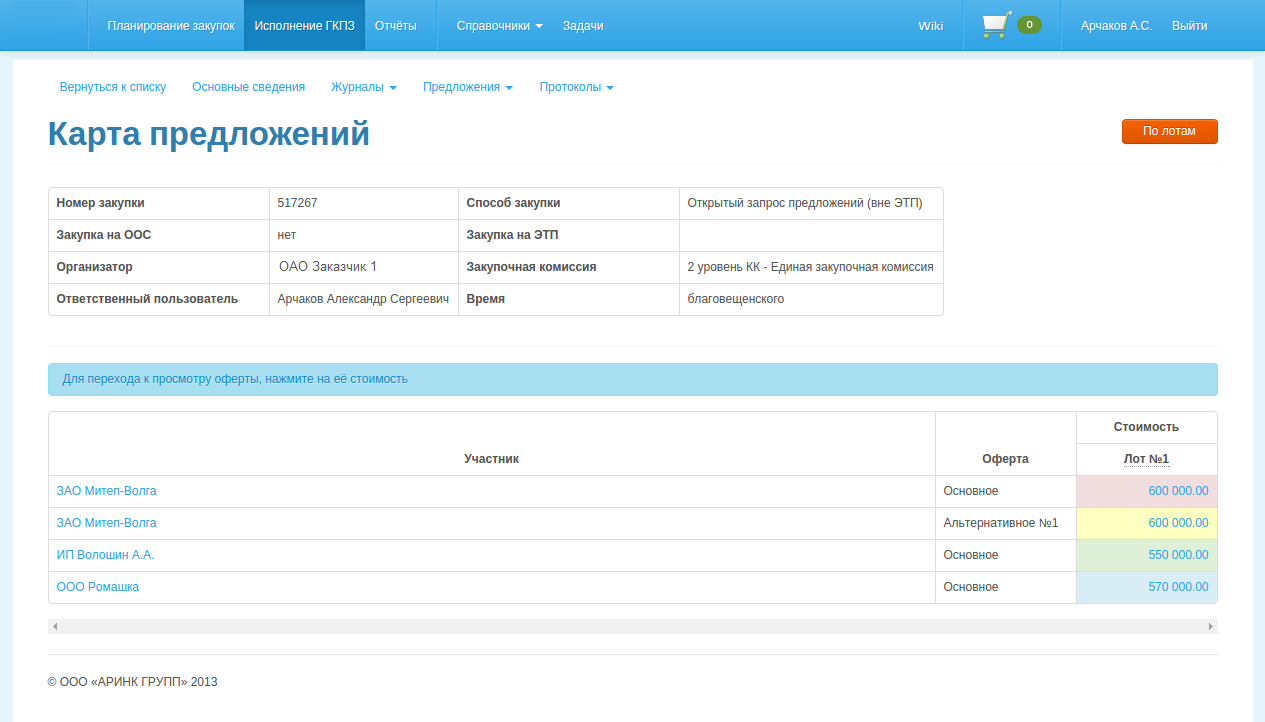 Планирование закупок Исполнение ГКПЗ Отчёты Справочники Задачи Wiki 0 Арчаков А.С. Выйти
Вернуться к списку Основные сведения Журналы Предложения Протоколы
Карта предложений По лотам
Номер закупки 517267 Способ закупки Открытый запрос предложений (вне ЭТП)
Закупка на ООС нет Закупка на ЭТП
Организатор ОАО Заказчик 1 Закупочная комиссия 2 уровень КК - Единая закупочная комиссия
Ответственный пользователь Арчаков Александр Сергеевич Время благовещенского
Для перехода к просмотру оферты, нажмите на её стоимость
Стоимость
Участник Оферта Лот №1
ЗАО Митеп-Волга Основное 600 000.00
ЗАО Митеп-Волга Альтернативное №1 600 000.00
ИП Волошин А.А. Основное 550 000.00
ООО Ромашка Основное 570 000.00
© ООО «АРИНК ГРУПП» 2013